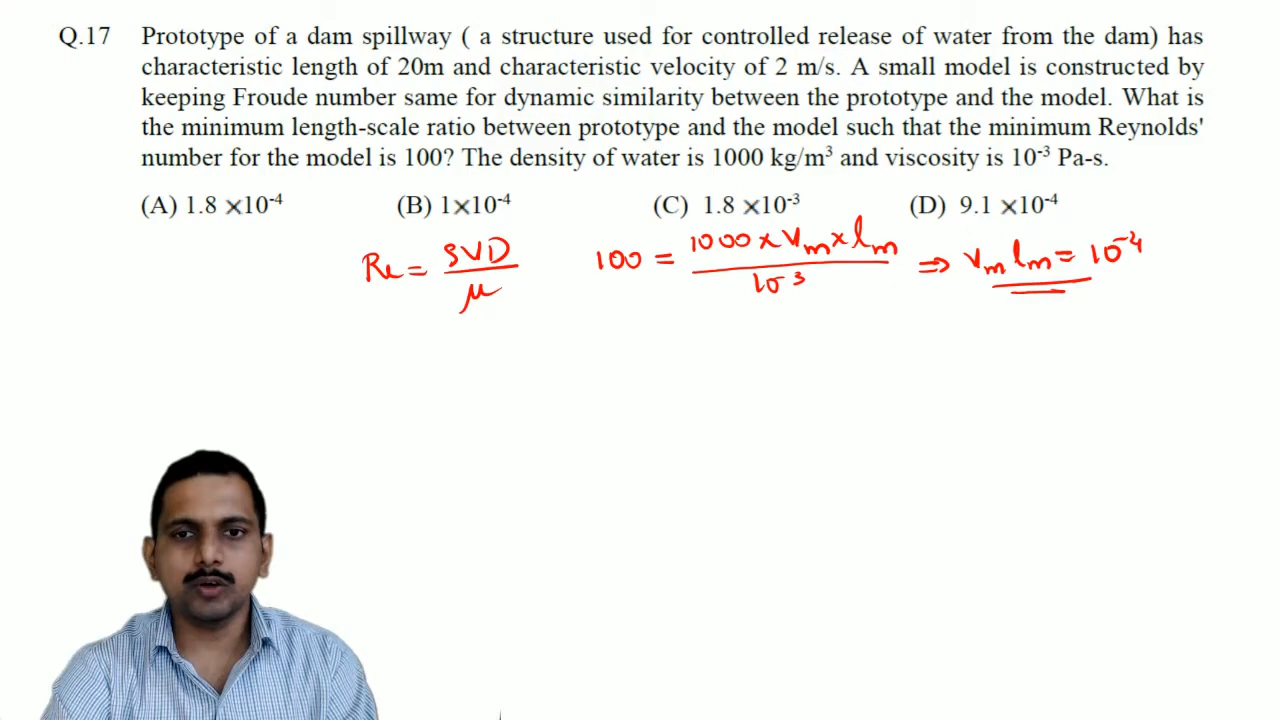 Q.17 Prototype of a dam spillway ( a structure used for controlled release of water from the dam) has
characteristic length of 20m and characteristic velocity of 2 m/s. A small model is constructed by
keeping Froude number same for dynamic similarity between the prototype and the model. What is
the minimum length-scale ratio between prototype and the model such that the minimum Reynolds'
number for the model is 100? The density of water is 1000 kg/m³ and viscosity is 10⁻³ Pa-s.
(A) 1.8 ×10⁻⁴ (B) 1×10⁻⁴ (C) 1.8 ×10⁻³ (D) 9.1 ×10⁻⁴
Re = ρVD / μ 100 = 1000 × Vm × lm / 10⁻³ ⇒ Vm lm = 10⁻⁴